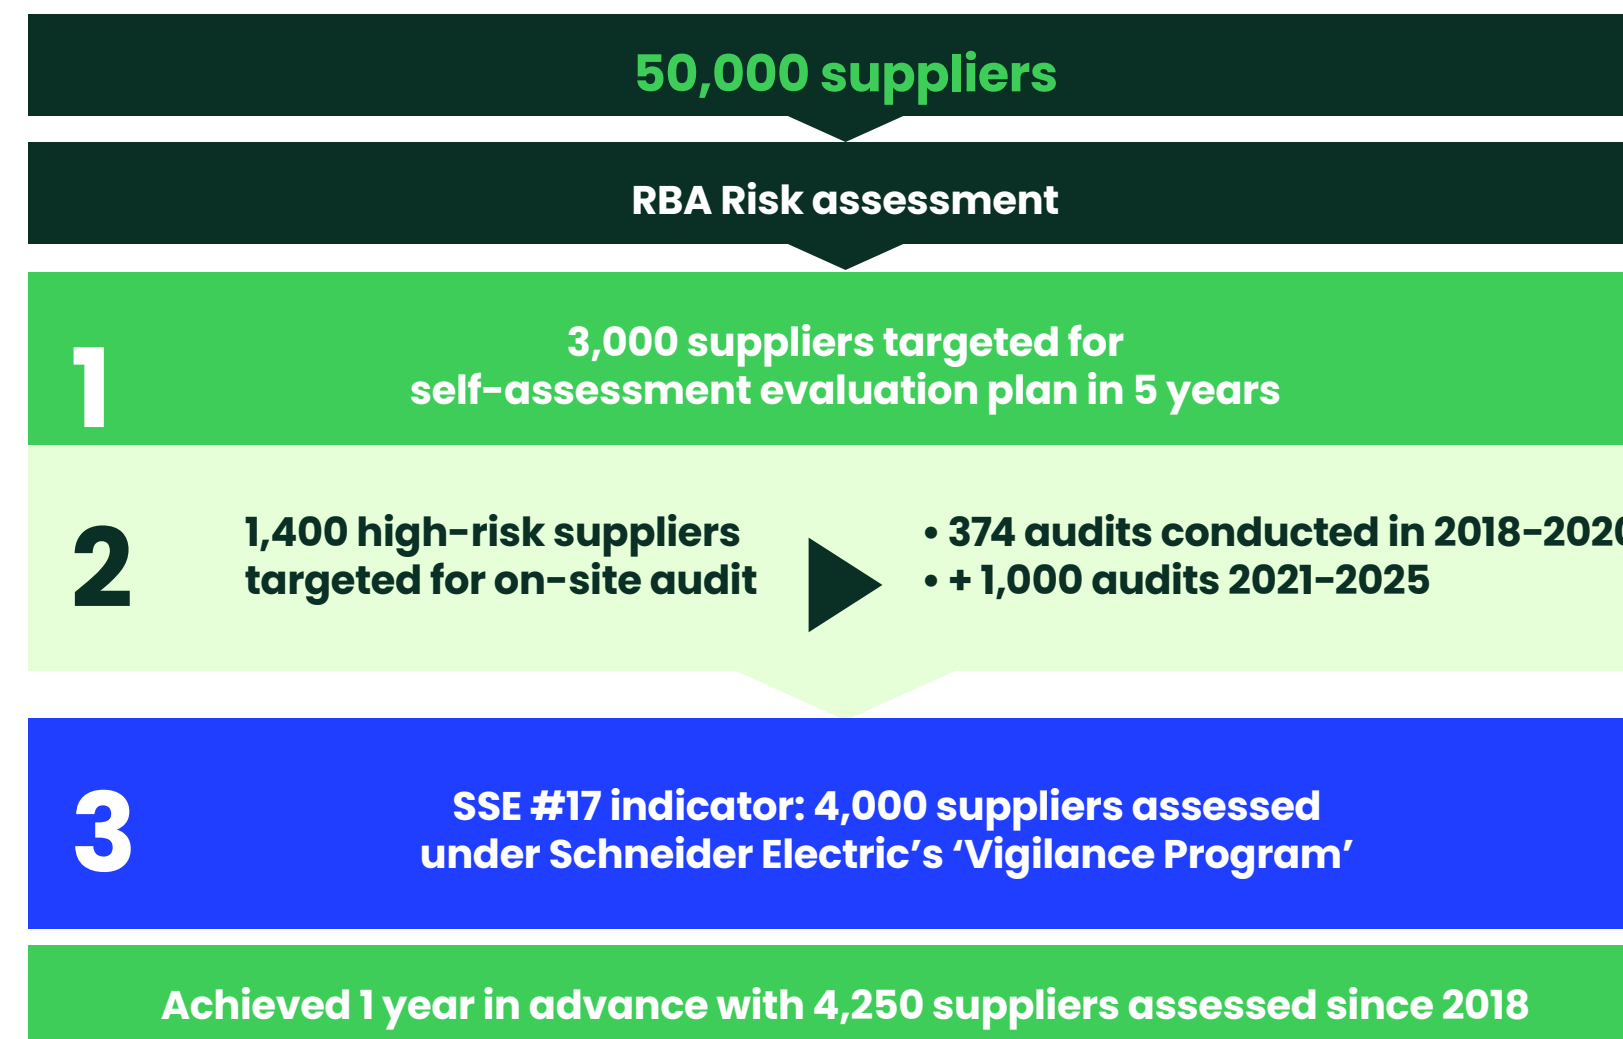 50,000 suppliers
RBA Risk assessment
1
3,000 suppliers targeted for
self-assessment evaluation plan in 5 years
2
1,400 high-risk suppliers
targeted for on-site audit
• 374 audits conducted in 2018-2020
• + 1,000 audits 2021-2025
3
SSE #17 indicator: 4,000 suppliers assessed
under Schneider Electric’s ‘Vigilance Program’
Achieved 1 year in advance with 4,250 suppliers assessed since 2018